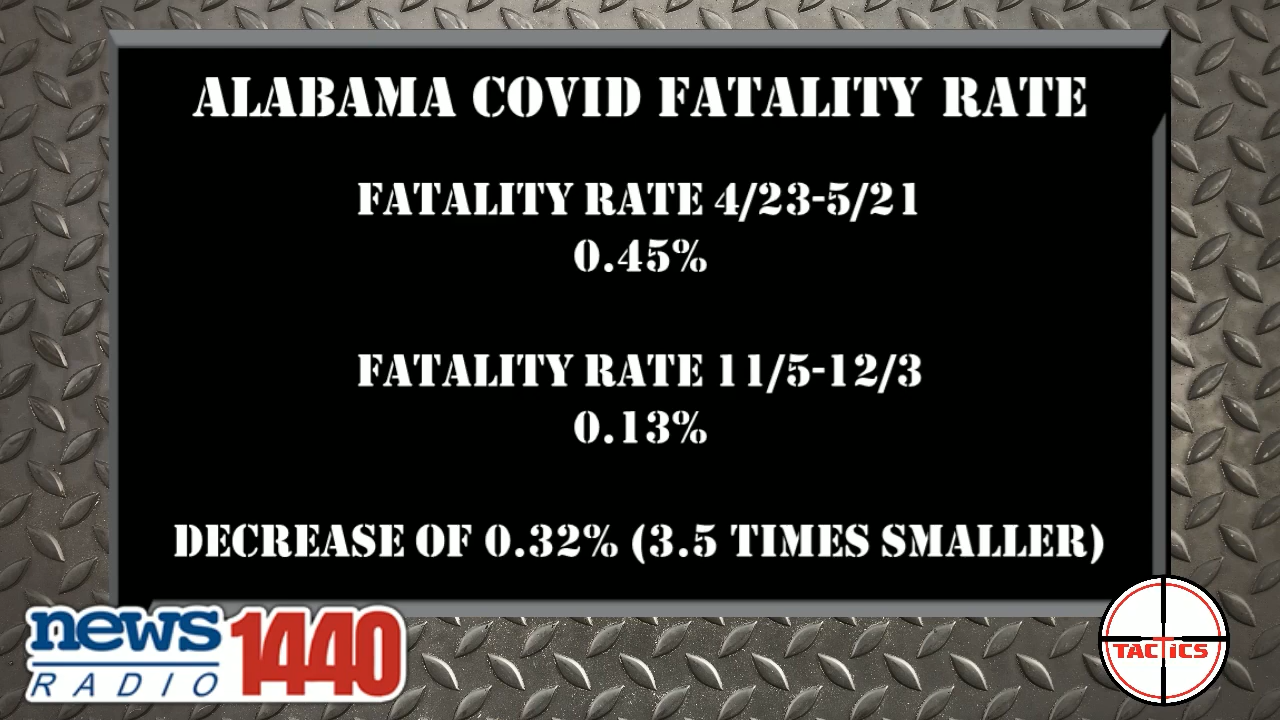 ALABAMA COVID FATALITY RATE
FATALITY RATE 4/23-5/21
0.45%
FATALITY RATE 11/5-12/3
0.13%
DECREASE OF 0.32% (3.5 TIMES SMALLER)
news 1440
RADIO
TACTICS